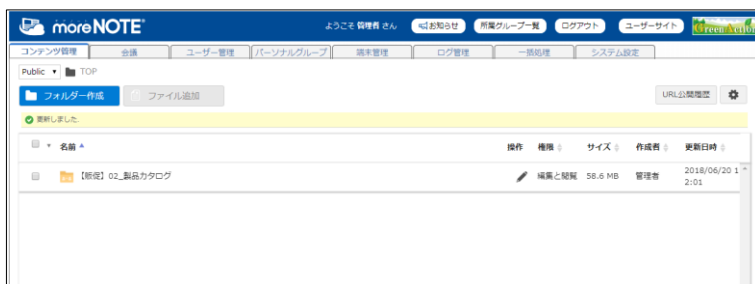 moreNOTE
ようこそ 管理者 さん
お知らせ
所属グループ一覧
ログアウト
ユーザーサイト
Green Action
コンテンツ管理
会議
ユーザー管理
パーソナルグループ
端末管理
ログ管理
一括処理
システム設定
Public
TOP
フォルダー作成
ファイル追加
URL公開履歴
更新しました.
名前
操作
権限
サイズ
作成者
更新日時
【販促】02_製品カタログ
編集と閲覧
58.6 MB
管理者
2018/06/20 1
2:01